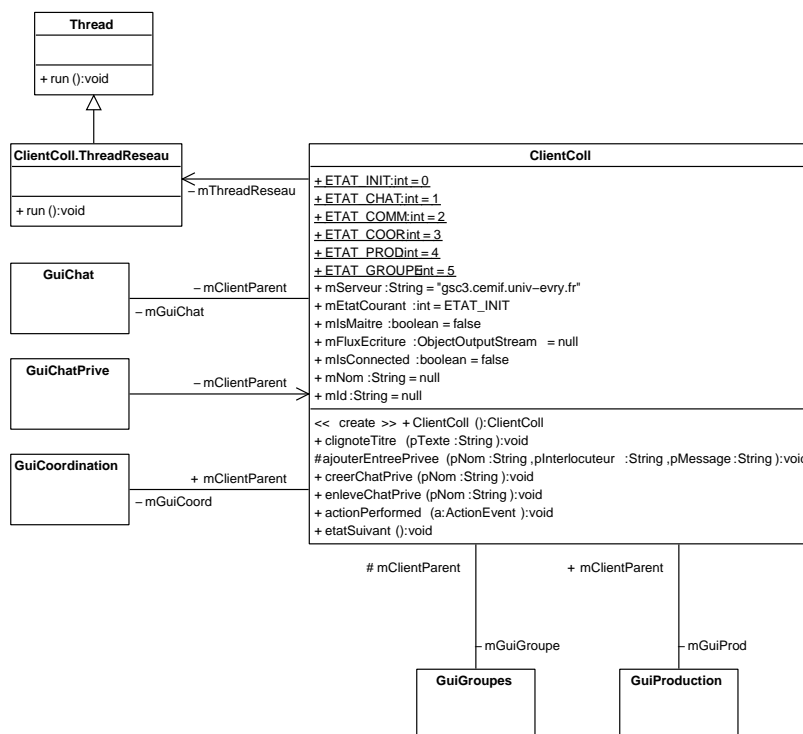 Thread
+ run ():void
ClientColl.ThreadReseau
+ run ():void
− mThreadReseau
ClientColl
+ ETAT_INIT:int = 0
+ ETAT_CHAT:int = 1
+ ETAT_COMM:int = 2
+ ETAT_COOR:int = 3
+ ETAT_PROD:int = 4
+ ETAT_GROUPE:int = 5
+ mServeur :String = "gsc3.cemif.univ−evry.fr"
+ mEtatCourant :int = ETAT_INIT
+ mIsMaitre :boolean = false
+ mFluxEcriture :ObjectOutputStream = null
+ mIsConnected :boolean = false
+ mNom :String = null
+ mId :String = null
<< create >> + ClientColl ():ClientColl
+ clignoteTitre (pTexte :String ):void
#ajouterEntreePrivee (pNom :String ,pInterlocuteur :String ,pMessage :String ):void
+ creerChatPrive (pNom :String ):void
+ enleveChatPrive (pNom :String ):void
+ actionPerformed (a:ActionEvent ):void
+ etatSuivant ():void
GuiChat
− mClientParent
− mGuiChat
GuiChatPrive
− mClientParent
GuiCoordination
+ mClientParent
− mGuiCoord
# mClientParent
+ mClientParent
− mGuiGroupe
− mGuiProd
GuiGroupes
GuiProduction